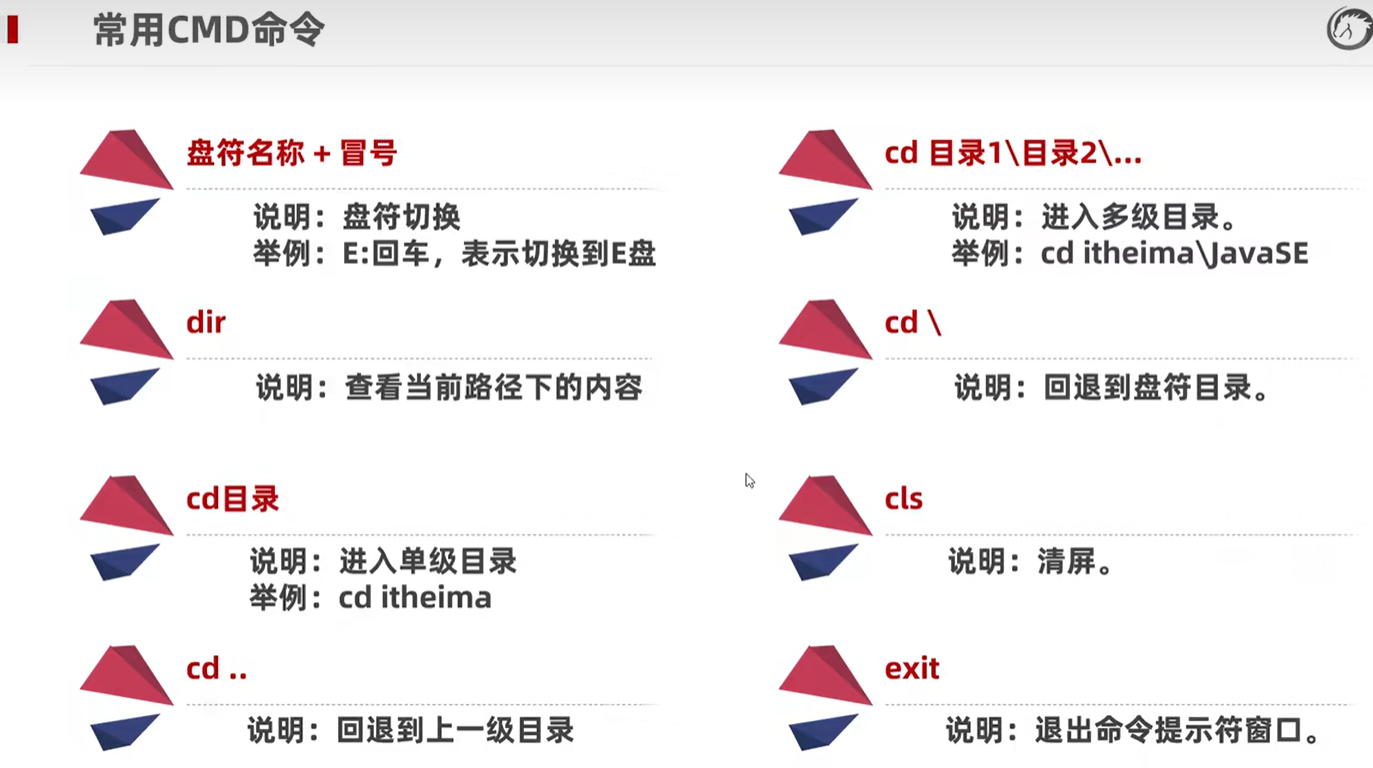 常用CMD命令
盘符名称 + 冒号
说明：盘符切换
举例：E:回车，表示切换到E盘
dir
说明：查看当前路径下的内容
cd目录
说明：进入单级目录
举例：cd itheima
cd ..
说明：回退到上一级目录
cd 目录1\目录2\...
说明：进入多级目录。
举例：cd itheima\JavaSE
cd \
说明：回退到盘符目录。
cls
说明：清屏。
exit
说明：退出命令提示符窗口。